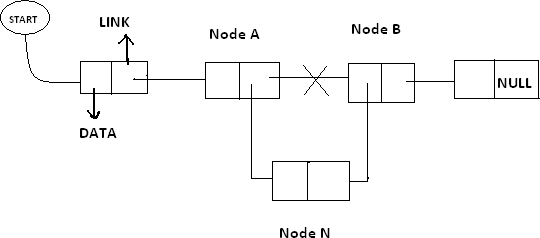 START
LINK
Node A
Node B
NULL
DATA
Node N